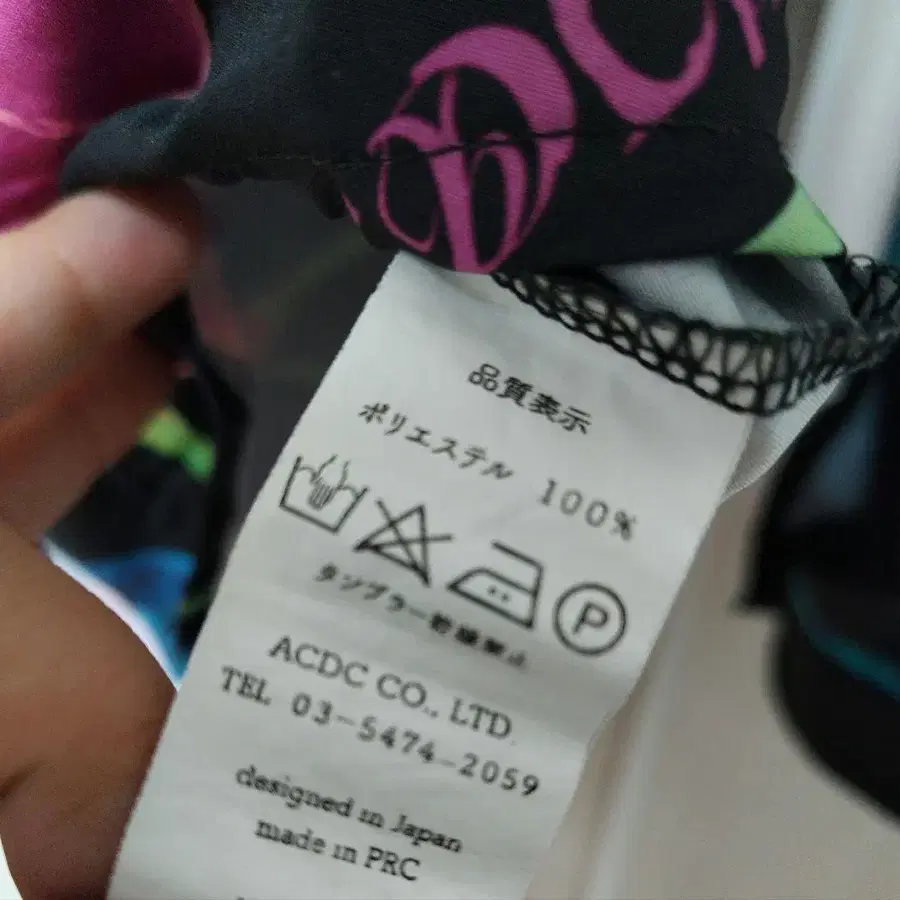 品質表示
ポリエステル 100%
P
タンブラー乾燥禁止
ACDC CO., LTD
TEL 03-5474-2059
designed in Japan
made in PRC